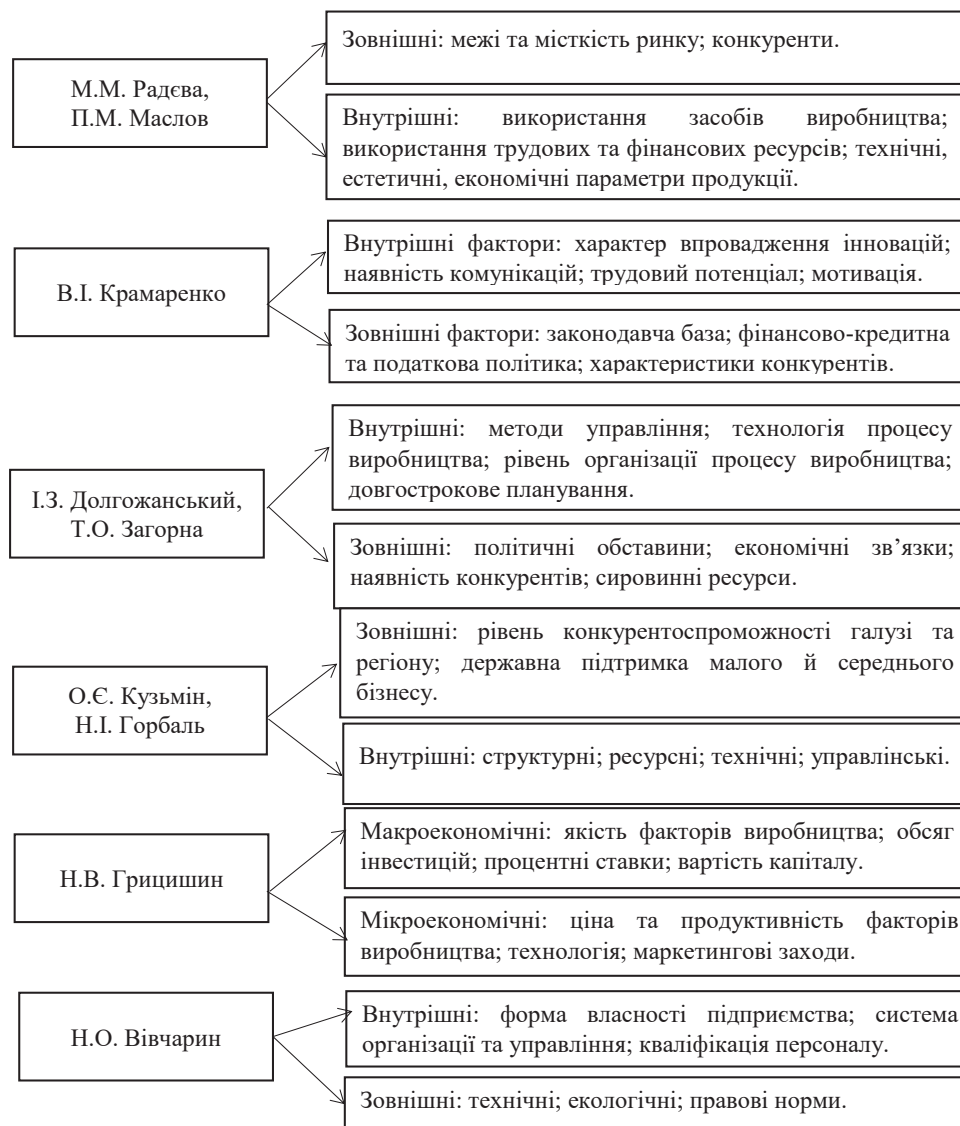 Зовнішні: межі та місткість ринку; конкуренти.
М.М. Радєва,
П.М. Маслов
Внутрішні: використання засобів виробництва;
використання трудових та фінансових ресурсів; технічні,
естетичні, економічні параметри продукції.
Внутрішні фактори: характер впровадження інновацій;
наявність комунікацій; трудовий потенціал; мотивація.
В.І. Крамаренко
Зовнішні фактори: законодавча база; фінансово-кредитна
та податкова політика; характеристики конкурентів.
Внутрішні: методи управління; технологія процесу
виробництва; рівень організації процесу виробництва;
довгострокове планування.
І.З. Долгожанський,
Т.О. Загорна
Зовнішні: політичні обставини; економічні зв’язки;
наявність конкурентів; сировинні ресурси.
Зовнішні: рівень конкурентоспроможності галузі та
регіону; державна підтримка малого й середнього
бізнесу.
О.Є. Кузьмін,
Н.І. Горбаль
Внутрішні: структурні; ресурсні; технічні; управлінські.
Макроекономічні: якість факторів виробництва; обсяг
інвестицій; процентні ставки; вартість капіталу.
Н.В. Грицишин
Мікроекономічні: ціна та продуктивність факторів
виробництва; технологія; маркетингові заходи.
Внутрішні: форма власності підприємства; система
організації та управління; кваліфікація персоналу.
Н.О. Вівчарин
Зовнішні: технічні; екологічні; правові норми.